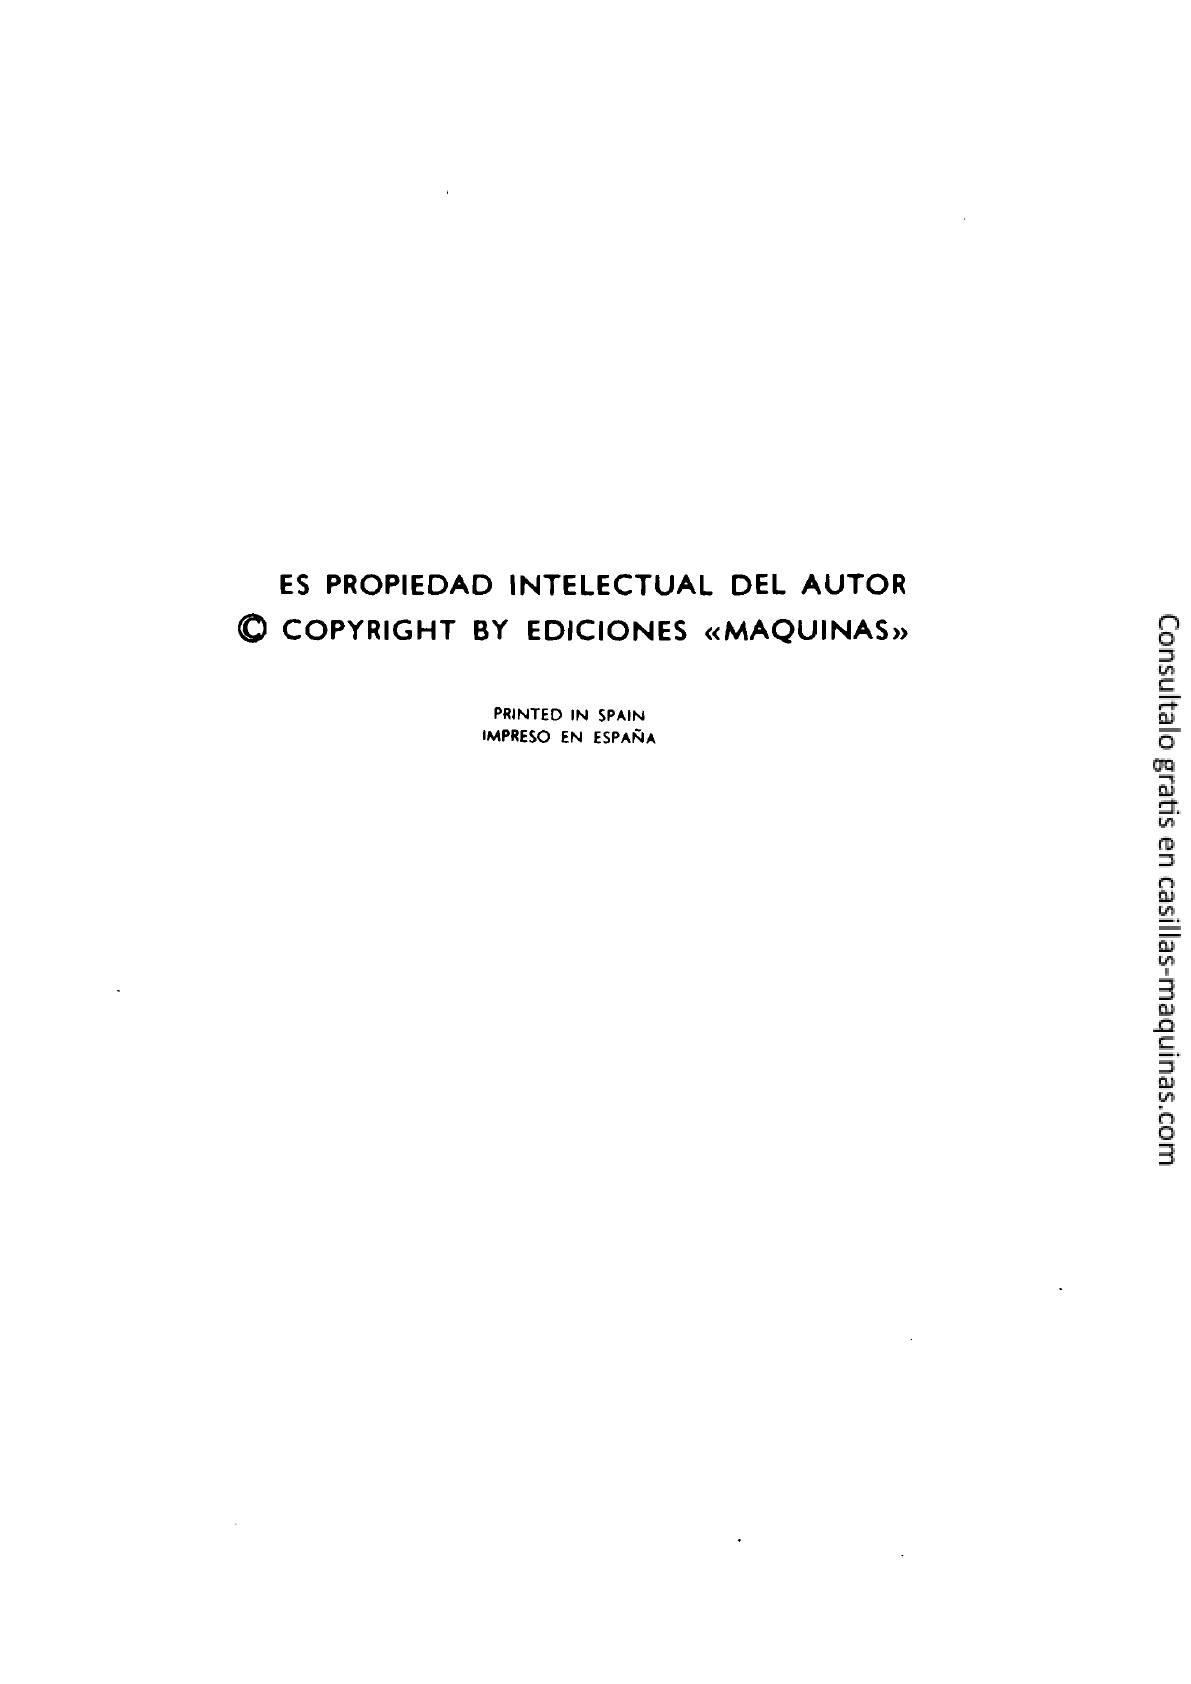 ES PROPIEDAD INTELECTUAL DEL AUTOR
© COPYRIGHT BY EDICIONES «MAQUINAS»
PRINTED IN SPAIN
IMPRESO EN ESPAÑA
Consultalo gratis en casillas-maquinas.com